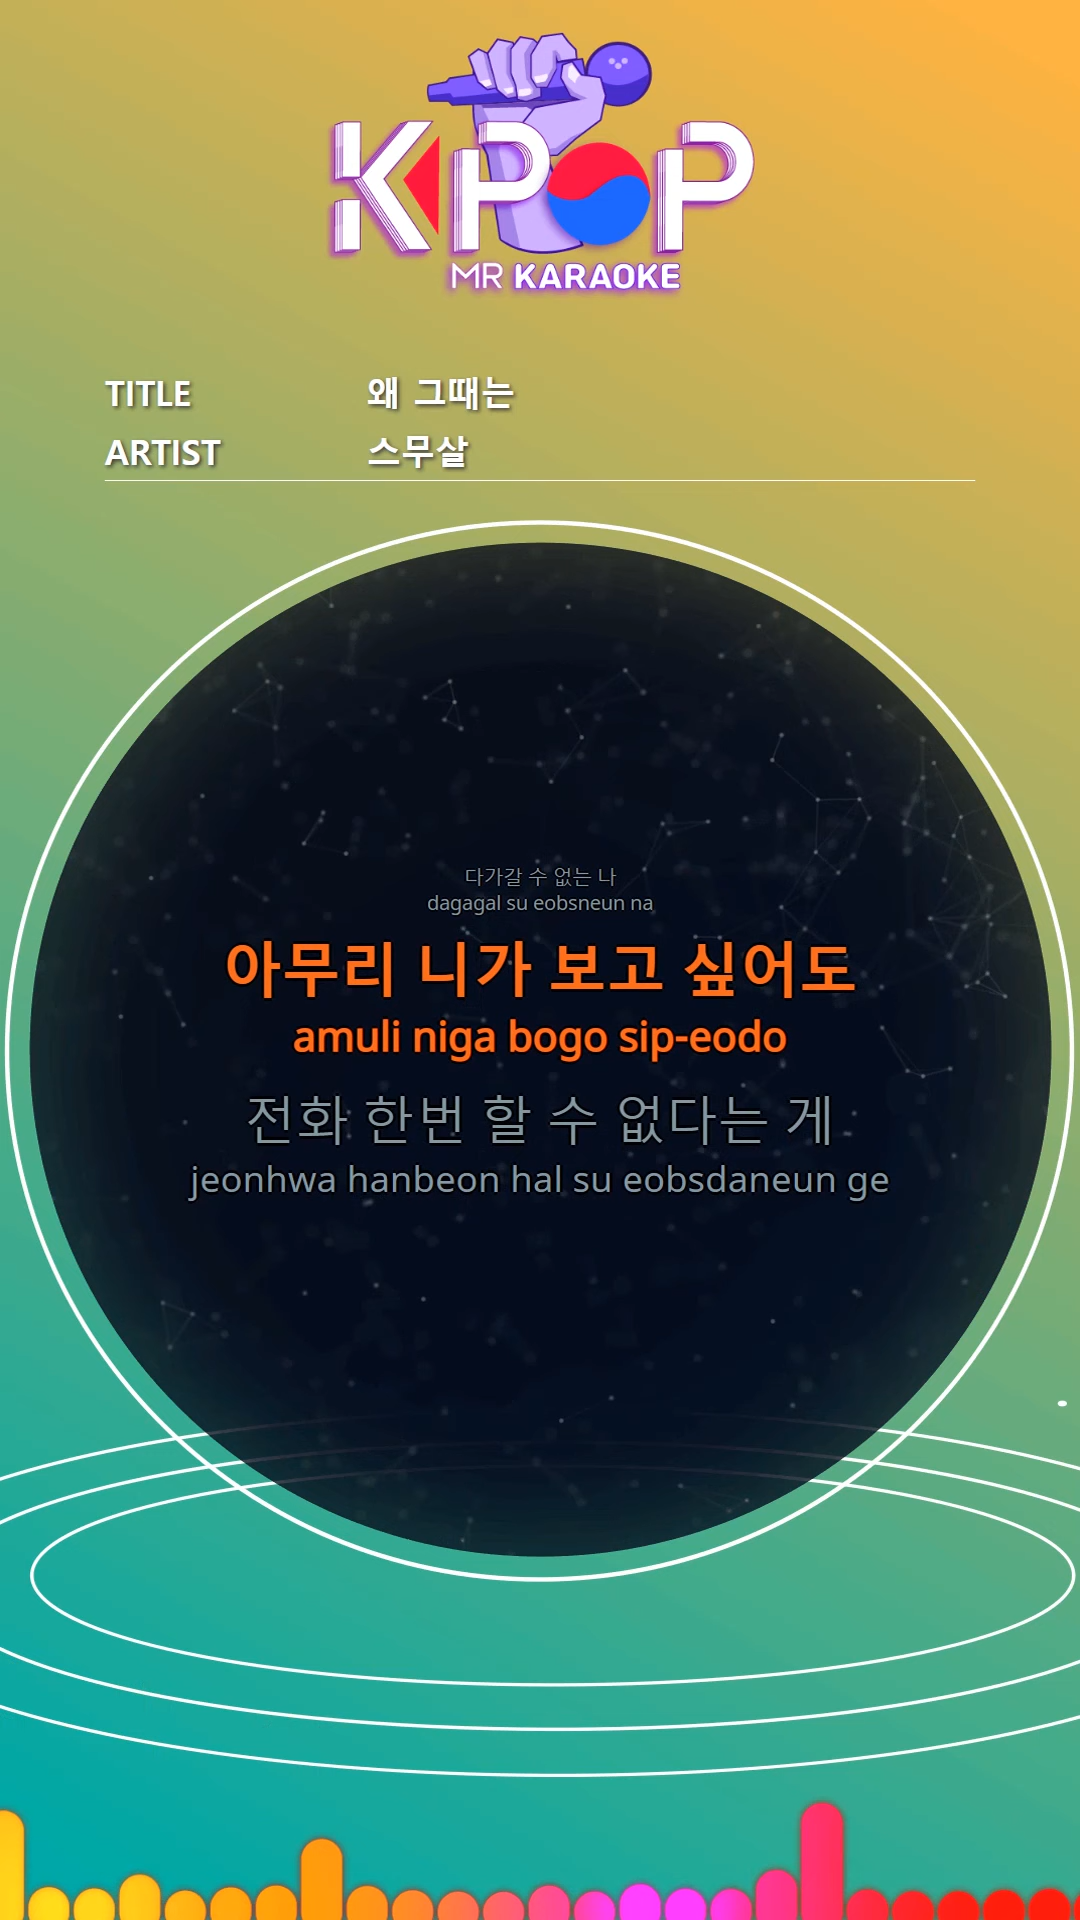 KPOP
MR KARAOKE
TITLE 왜 그때는
ARTIST 스무살
다가갈 수 없는 나
dagagal su eobsneun na
아무리 니가 보고 싶어도
amuli niga bogo sip-eodo
전화 한번 할 수 없다는 게
jeonhwa hanbeon hal su eobsdaneun ge